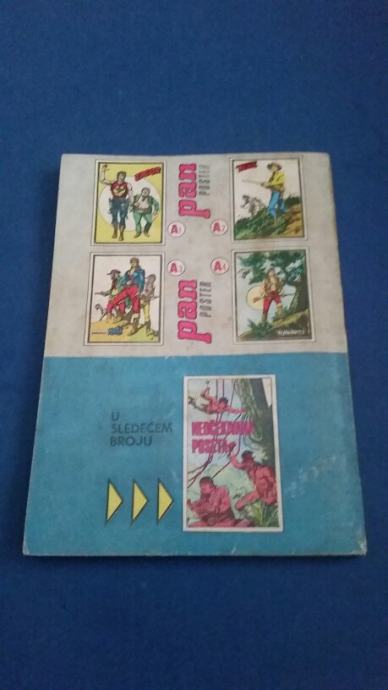 pan
POSTER
A1
A2
pan
POSTER
A3
A4
U
SLEDEĆEM
BROJU
NEOČEKIVANA
POSETA